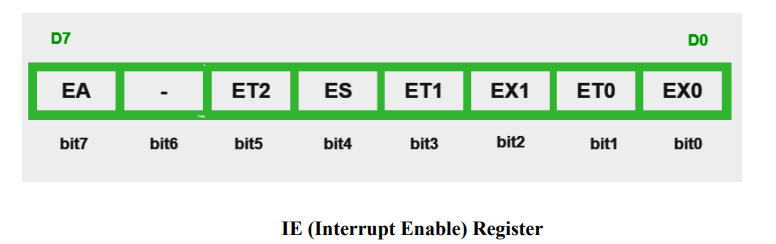 D7 D0
EA - ET2 ES ET1 EX1 ET0 EX0
bit7 bit6 bit5 bit4 bit3 bit2 bit1 bit0
IE (Interrupt Enable) Register